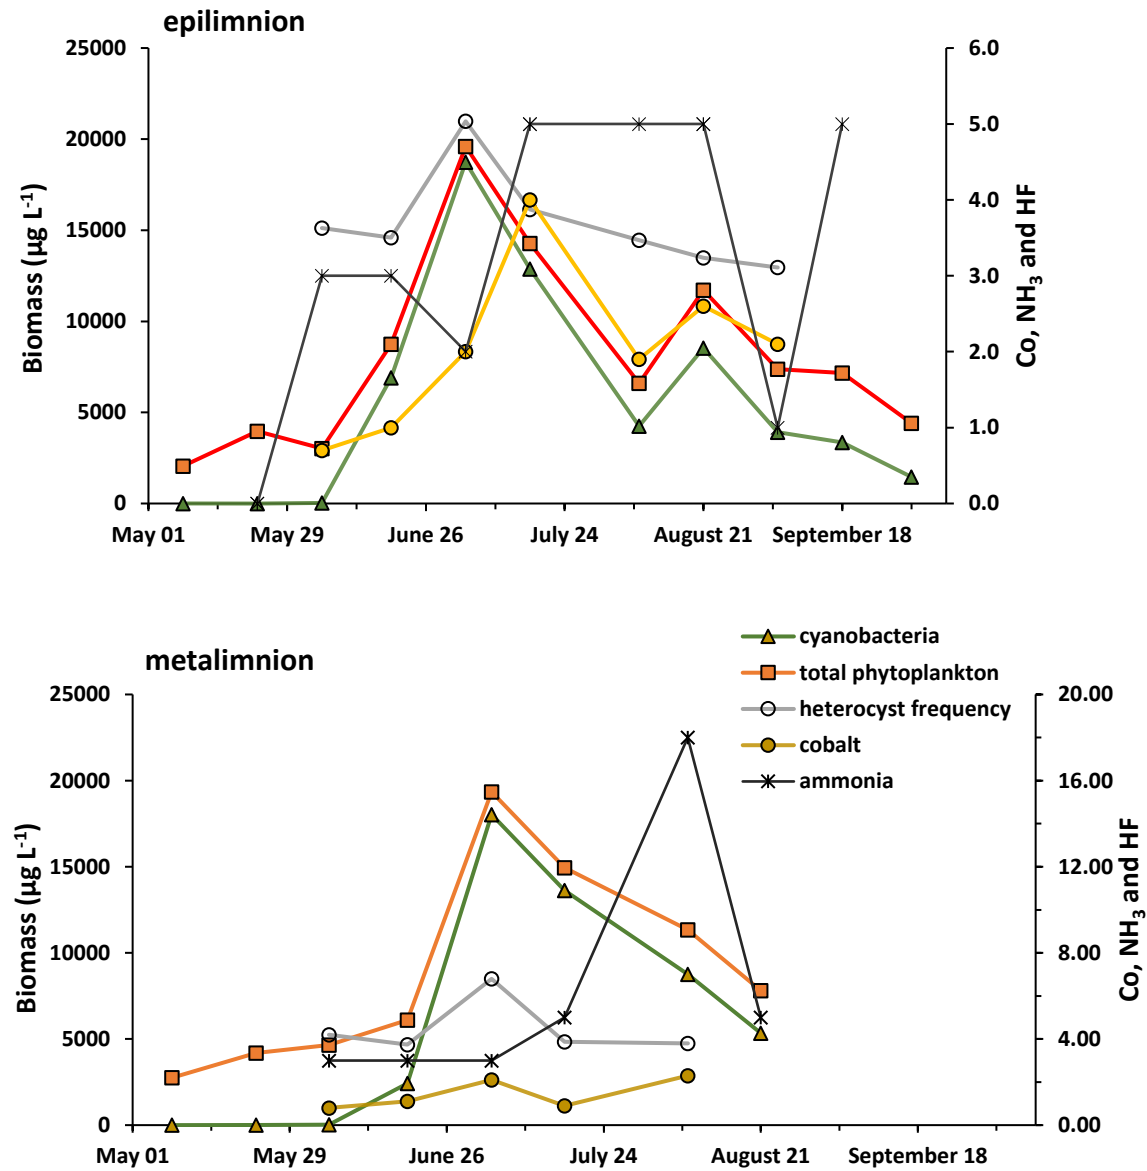 epilimnion
25000
20000
15000
10000
5000
0
Biomass (µg L-1)
6.0
5.0
4.0
3.0
2.0
1.0
0.0
Co, NH3 and HF
May 01 May 29 June 26 July 24 August 21 September 18
cyanobacteria
total phytoplankton
heterocyst frequency
cobalt
ammonia
metalimnion
25000
20000
15000
10000
5000
0
Biomass (µg L-1)
20.00
16.00
12.00
8.00
4.00
0.00
Co, NH3 and HF
May 01 May 29 June 26 July 24 August 21 September 18